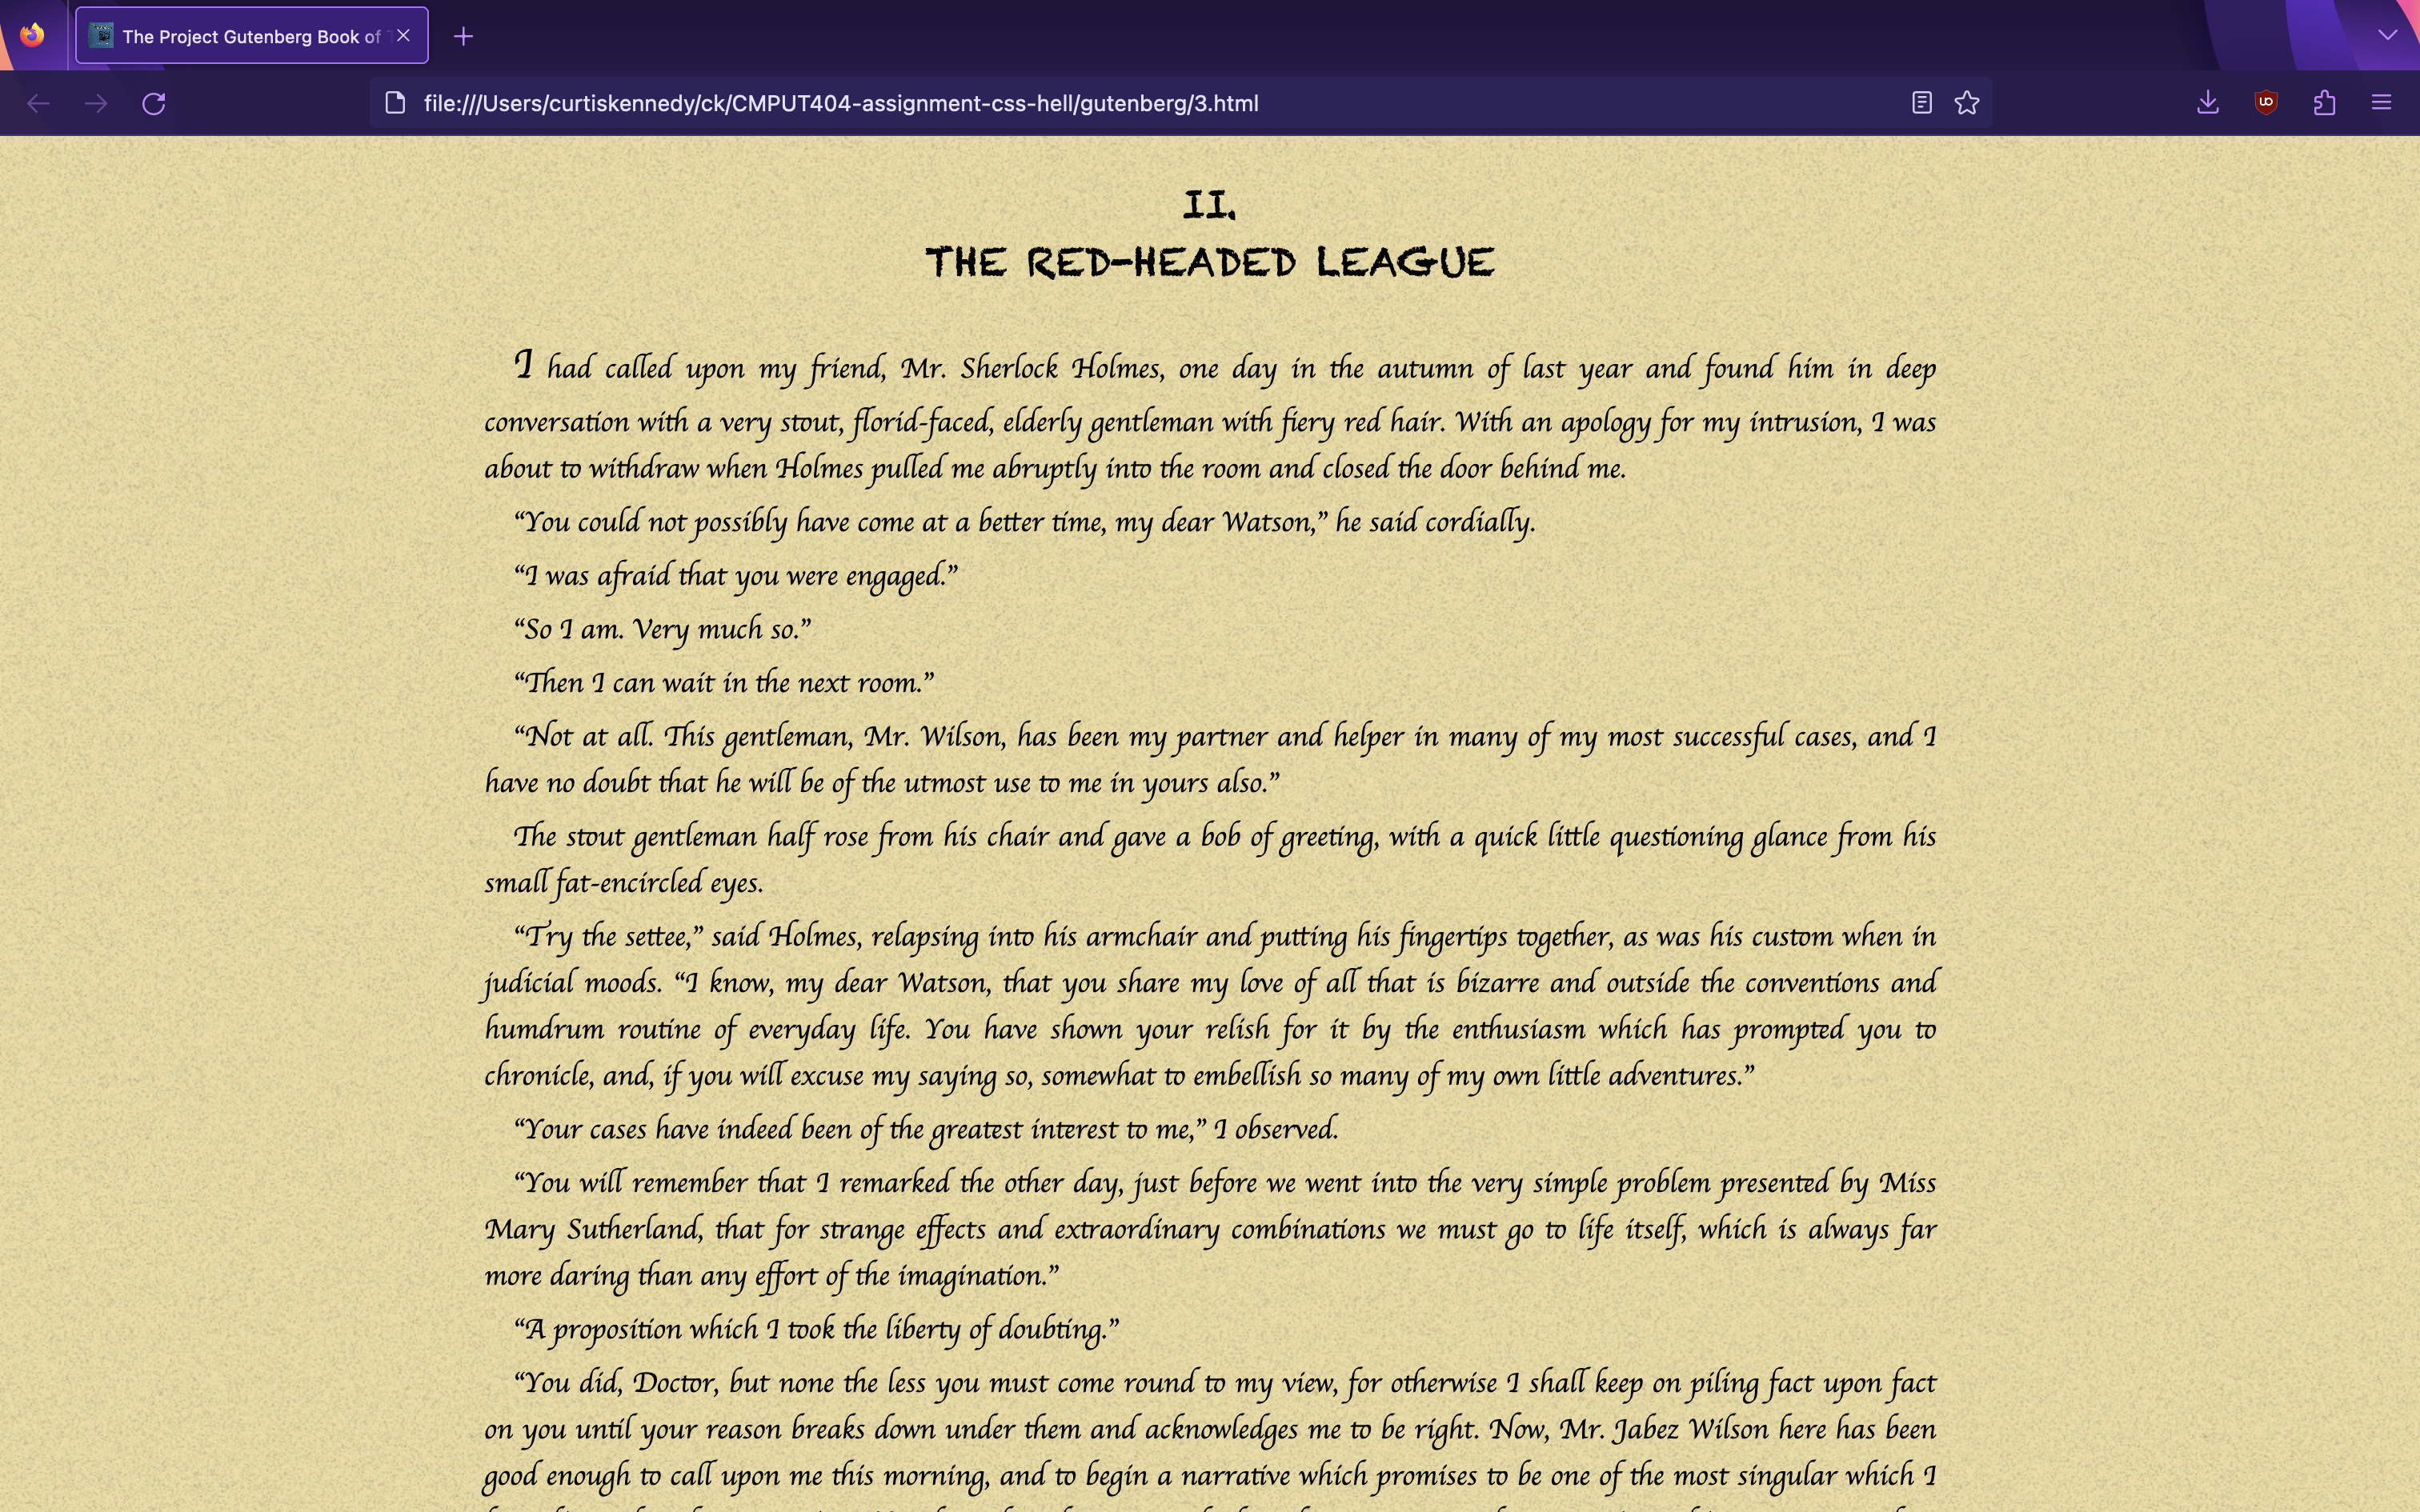 The Project Gutenberg Book of
file:///Users/curtiskennedy/ck/CMPUT404-assignment-css-hell/gutenberg/3.html
II.
THE RED-HEADED LEAGUE
I had called upon my friend, Mr. Sherlock Holmes, one day in the autumn of last year and found him in deep
conversation with a very stout, florid-faced, elderly gentleman with fiery red hair. With an apology for my intrusion, I was
about to withdraw when Holmes pulled me abruptly into the room and closed the door behind me.
“You could not possibly have come at a better time, my dear Watson,” he said cordially.
“I was afraid that you were engaged.”
“So I am. Very much so.”
“Then I can wait in the next room.”
“Not at all. This gentleman, Mr. Wilson, has been my partner and helper in many of my most successful cases, and I
have no doubt that he will be of the utmost use to me in yours also.”
The stout gentleman half rose from his chair and gave a bob of greeting, with a quick little questioning glance from his
small fat-encircled eyes.
“Try the settee,” said Holmes, relapsing into his armchair and putting his fingertips together, as was his custom when in
judicial moods. “I know, my dear Watson, that you share my love of all that is bizarre and outside the conventions and
humdrum routine of everyday life. You have shown your relish for it by the enthusiasm which has prompted you to
chronicle, and, if you will excuse my saying so, somewhat to embellish so many of my own little adventures.”
“Your cases have indeed been of the greatest interest to me,” I observed.
“You will remember that I remarked the other day, just before we went into the very simple problem presented by Miss
Mary Sutherland, that for strange effects and extraordinary combinations we must go to life itself, which is always far
more daring than any effort of the imagination.”
“A proposition which I took the liberty of doubting.”
“You did, Doctor, but none the less you must come round to my view, for otherwise I shall keep on piling fact upon fact
on you until your reason breaks down under them and acknowledges me to be right. Now, Mr. Jabez Wilson here has been
good enough to call upon me this morning, and to begin a narrative which promises to be one of the most singular which I